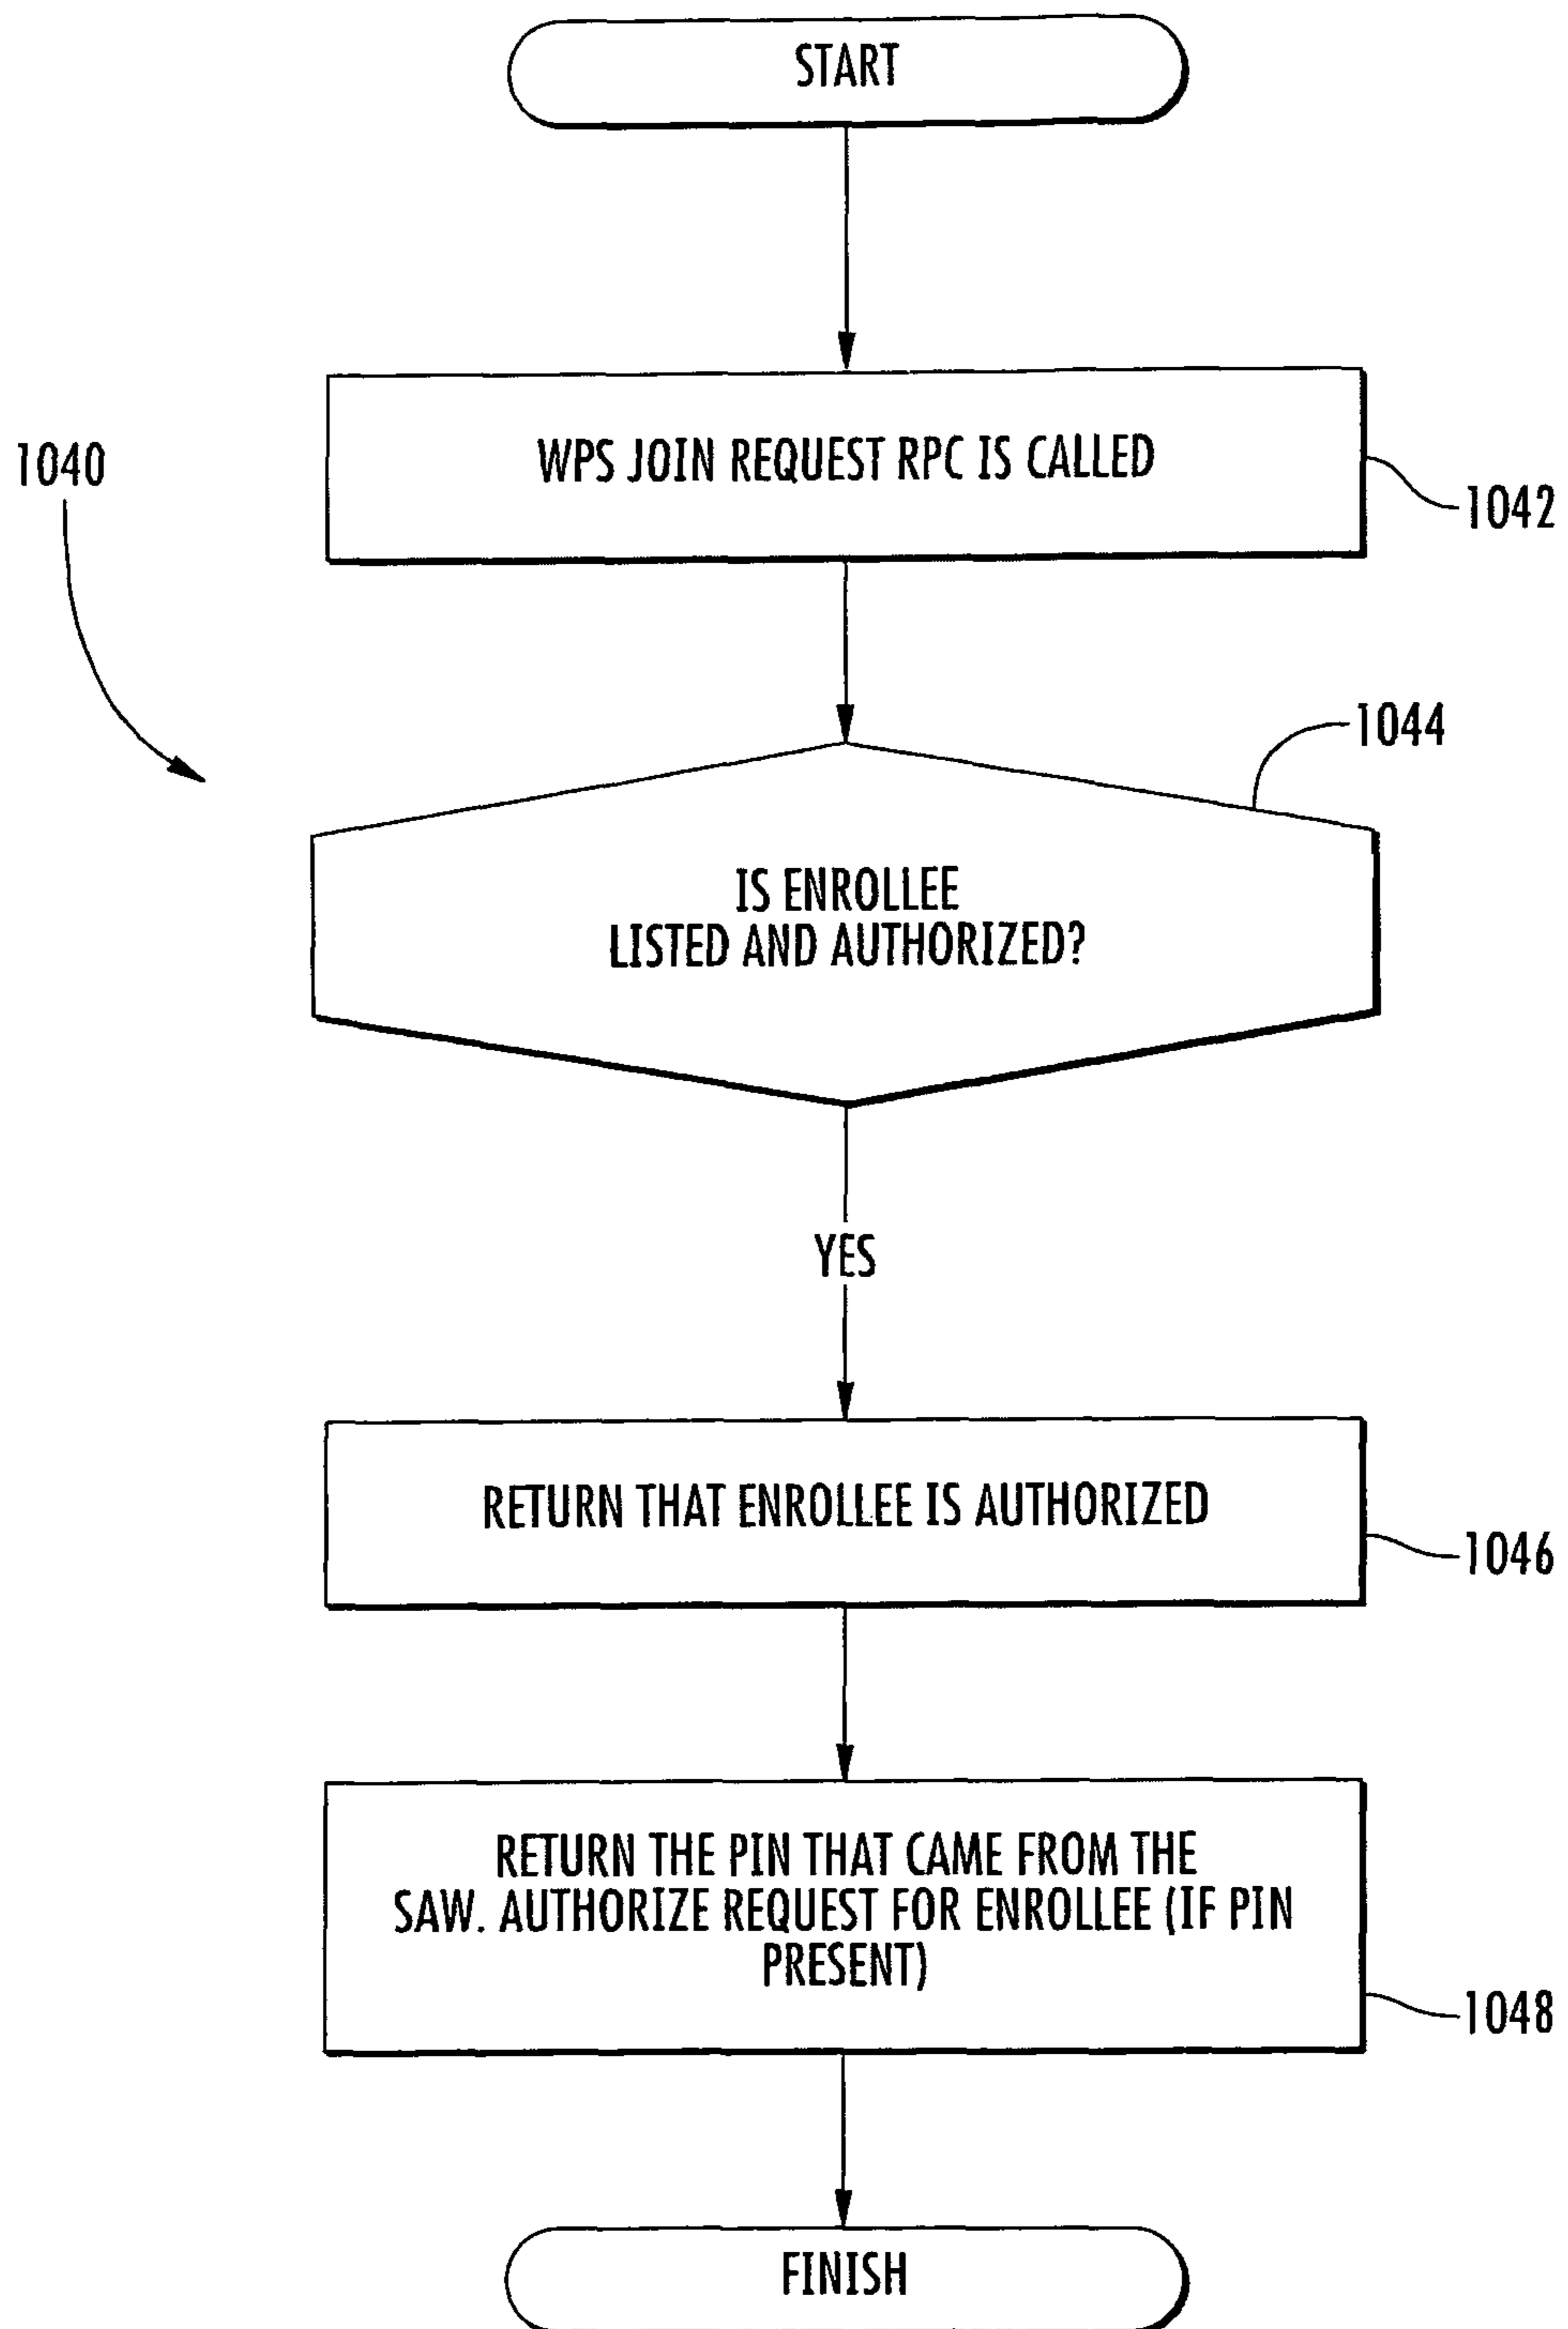 START
WPS JOIN REQUEST RPC IS CALLED
1040
1042
1044
IS ENROLLEE
LISTED AND AUTHORIZED?
YES
RETURN THAT ENROLLEE IS AUTHORIZED
1046
RETURN THE PIN THAT CAME FROM THE
SAW. AUTHORIZE REQUEST FOR ENROLLEE (IF PIN
PRESENT)
1048
FINISH